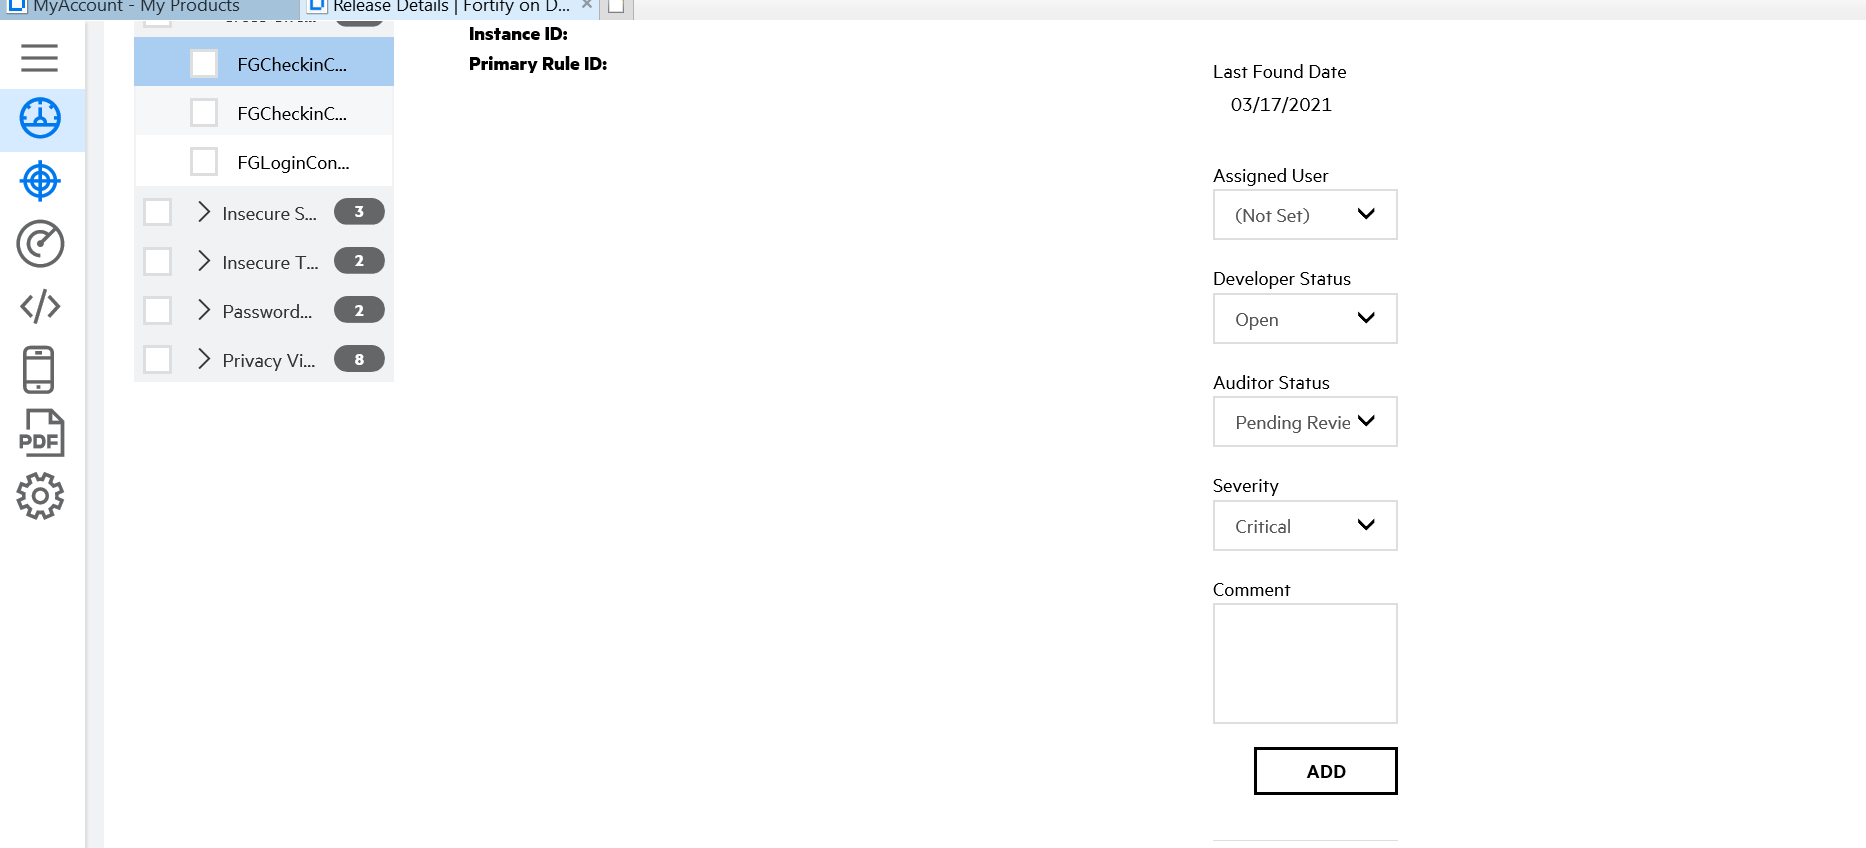 MyAccount - My Products
Release Details | Fortify on D...
Instance ID:
Primary Rule ID:
FGCheckinC...
FGCheckinC...
FGLoginCon...
Insecure S...
3
Insecure T...
2
Password...
2
Privacy Vi...
8
PDF
Last Found Date
03/17/2021
Assigned User
(Not Set)
Developer Status
Open
Auditor Status
Pending Revie
Severity
Critical
Comment
ADD